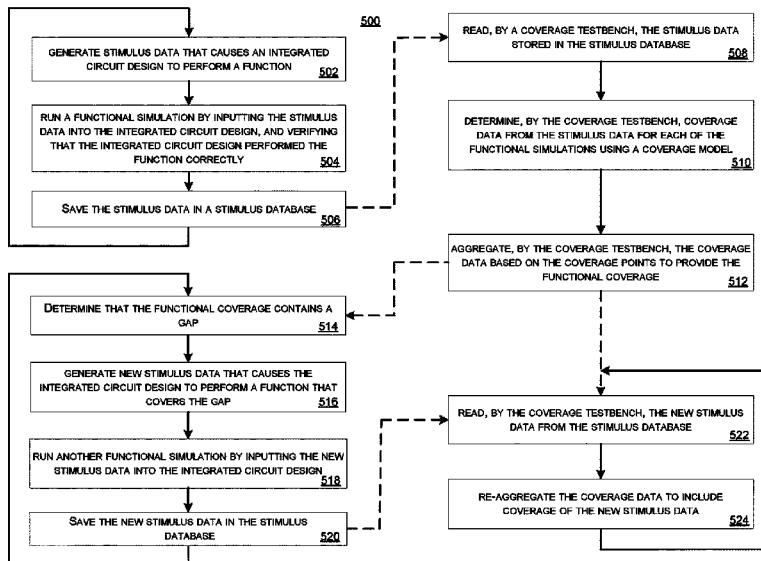 500
GENERATE STIMULUS DATA THAT CAUSES AN INTEGRATED
CIRCUIT DESIGN TO PERFORM A FUNCTION
502
RUN A FUNCTIONAL SIMULATION BY INPUTTING THE STIMULUS
DATA INTO THE INTEGRATED CIRCUIT DESIGN, AND VERIFYING
THAT THE INTEGRATED CIRCUIT DESIGN PERFORMED THE
FUNCTION CORRECTLY
504
SAVE THE STIMULUS DATA IN A STIMULUS DATABASE
506
READ, BY A COVERAGE TESTBENCH, THE STIMULUS DATA
STORED IN THE STIMULUS DATABASE
508
DETERMINE, BY THE COVERAGE TESTBENCH, COVERAGE
DATA FROM THE STIMULUS DATA FOR EACH OF THE
FUNCTIONAL SIMULATIONS USING A COVERAGE MODEL
510
AGGREGATE, BY THE COVERAGE TESTBENCH, THE COVERAGE
DATA BASED ON THE COVERAGE POINTS TO PROVIDE THE
FUNCTIONAL COVERAGE
512
DETERMINE THAT THE FUNCTIONAL COVERAGE CONTAINS A
GAP
514
GENERATE NEW STIMULUS DATA THAT CAUSES THE
INTEGRATED CIRCUIT DESIGN TO PERFORM A FUNCTION THAT
COVERS THE GAP
516
RUN ANOTHER FUNCTIONAL SIMULATION BY INPUTTING THE NEW
STIMULUS DATA INTO THE INTEGRATED CIRCUIT DESIGN
518
SAVE THE NEW STIMULUS DATA IN THE STIMULUS
DATABASE
520
READ, BY THE COVERAGE TESTBENCH, THE NEW STIMULUS
DATA FROM THE STIMULUS DATABASE
522
RE-AGGREGATE THE COVERAGE DATA TO INCLUDE
COVERAGE OF THE NEW STIMULUS DATA
524